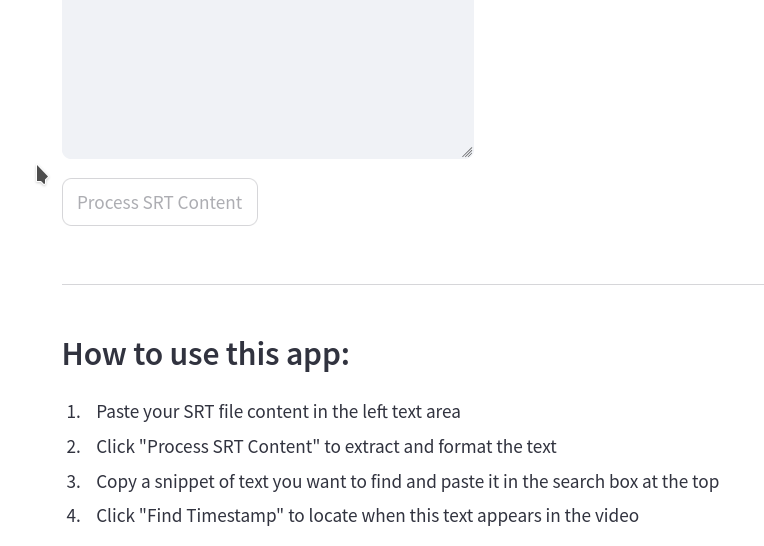 Process SRT Content
How to use this app:
1. Paste your SRT file content in the left text area
2. Click "Process SRT Content" to extract and format the text
3. Copy a snippet of text you want to find and paste it in the search box at the top
4. Click "Find Timestamp" to locate when this text appears in the video